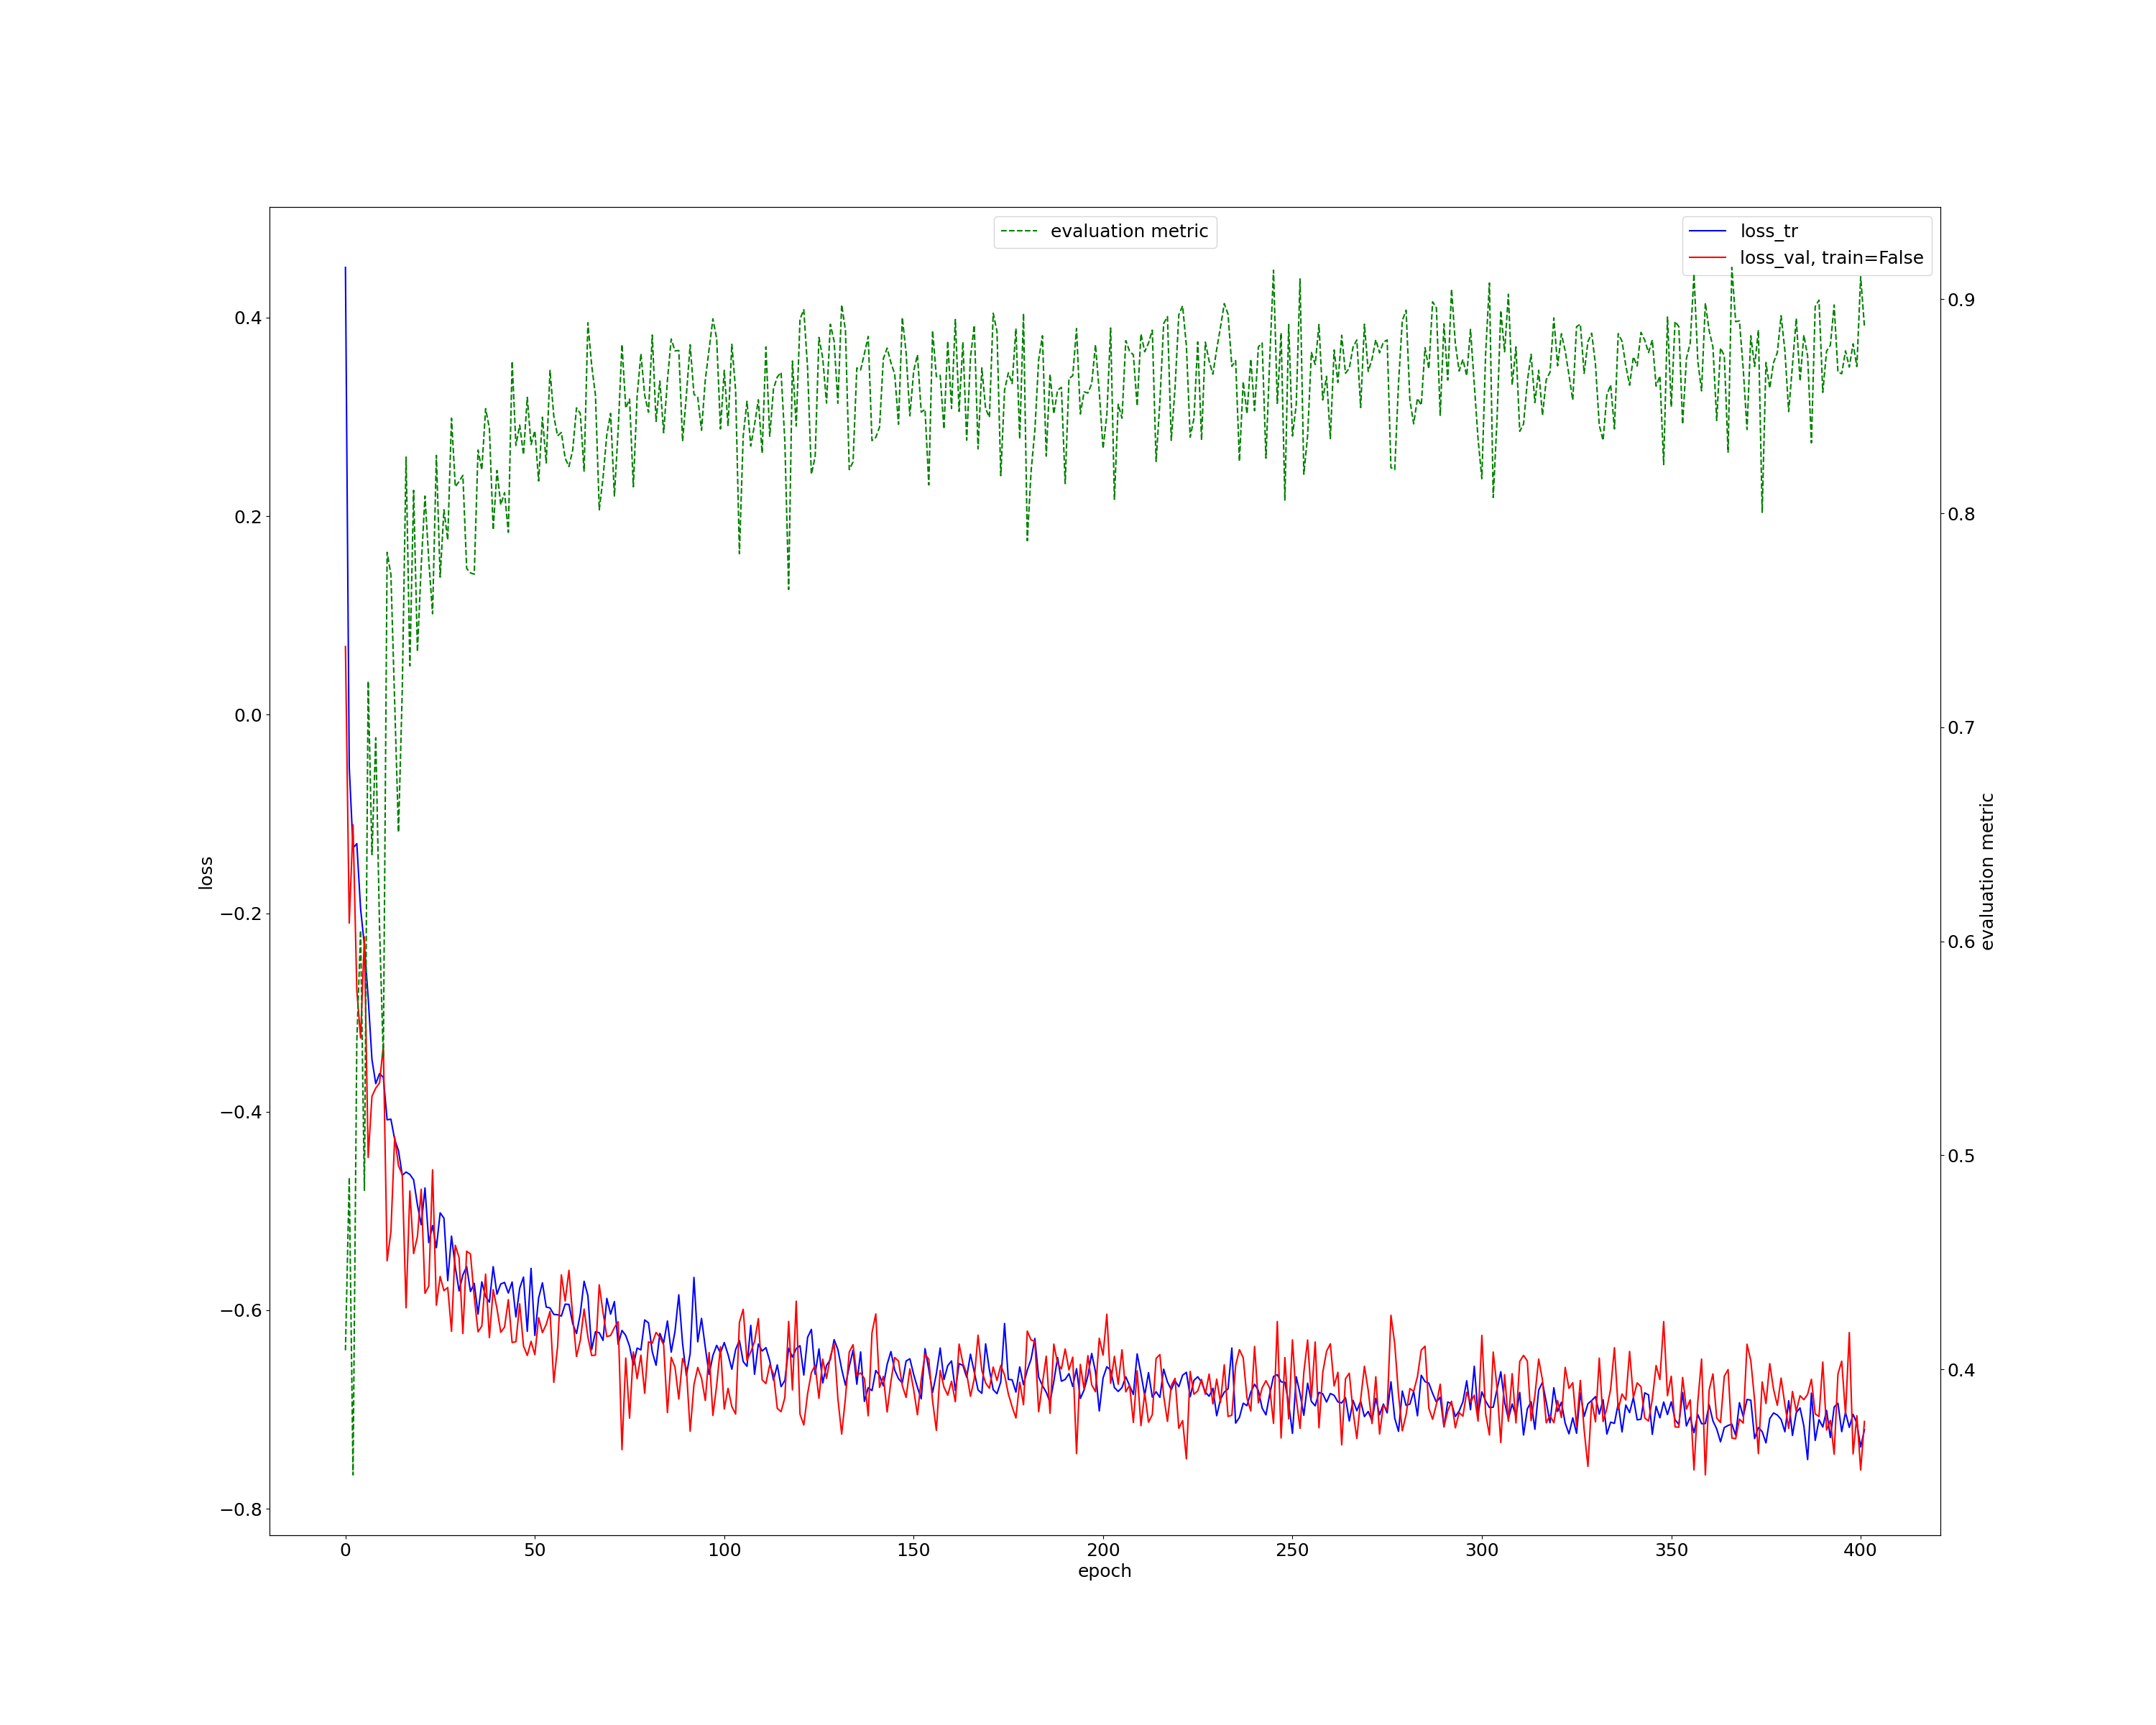 evaluation metric
loss_tr
loss_val, train=False
0.4
0.2
0.0
−0.2
−0.4
−0.6
−0.8
loss
0.9
0.8
0.7
0.6
0.5
0.4
evaluation metric
0 50 100 150 200 250 300 350 400
epoch